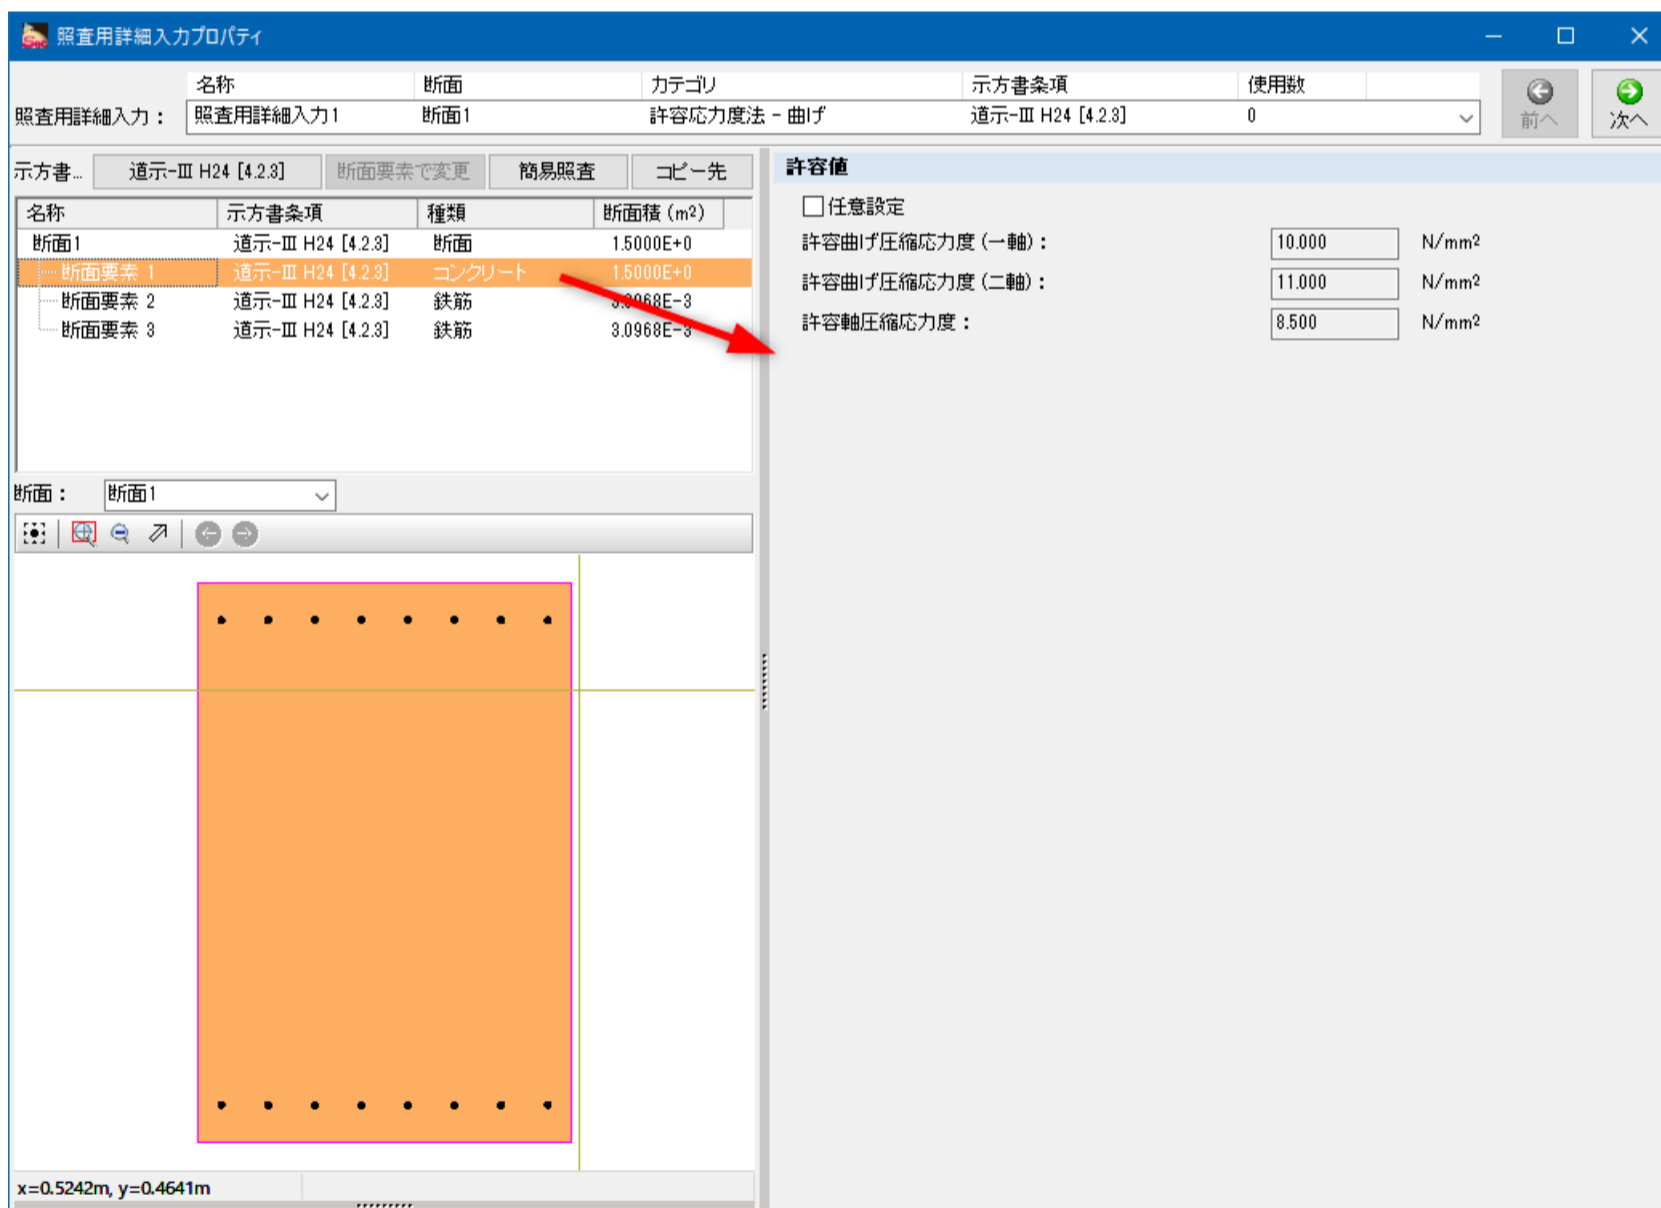 照査用詳細入力プロパティ
名称 断面 カテゴリ 示方書条項 使用数
照査用詳細入力： 照査用詳細入力1 断面1 許容応力度法 - 曲げ 道示-Ⅲ H24 [4.2.3] 0
前へ 次へ
示方書... 道示-Ⅲ H24 [4.2.3] 断面要素で変更 簡易照査 コピー先
名称 示方書条項 種類 断面積 (m2)
断面1 道示-Ⅲ H24 [4.2.3] 断面 1.5000E+0
断面要素 1 道示-Ⅲ H24 [4.2.3] コンクリート 1.5000E+0
断面要素 2 道示-Ⅲ H24 [4.2.3] 鉄筋 3.0968E-3
断面要素 3 道示-Ⅲ H24 [4.2.3] 鉄筋 3.0968E-3
断面： 断面1
x=0.5242m, y=0.4641m
許容値
任意設定
許容曲げ圧縮応力度 (一軸)： 10.000 N/mm2
許容曲げ圧縮応力度 (二軸)： 11.000 N/mm2
許容軸圧縮応力度： 8.500 N/mm2